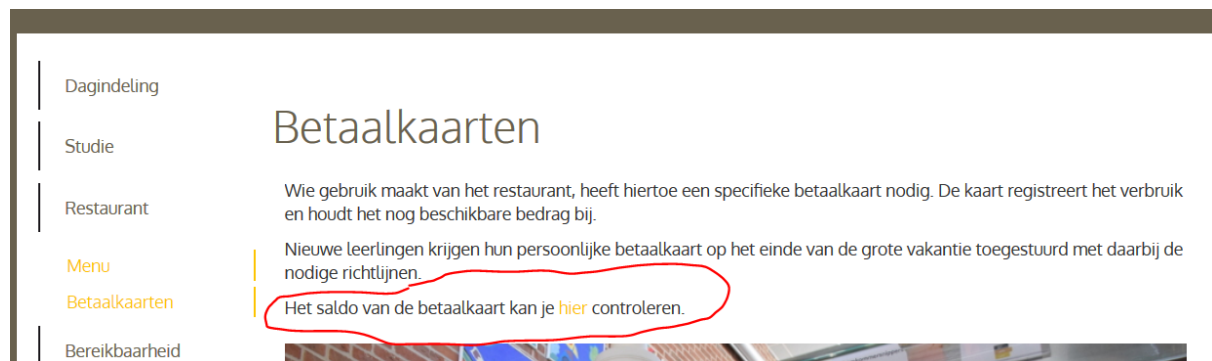 Dagindeling
Studie
Restaurant
Menu
Betaalkaarten
Bereikbaarheid
Betaalkaarten
Wie gebruik maakt van het restaurant, heeft hiertoe een specifieke betaalkaart nodig. De kaart registreert het verbruik
en houdt het nog beschikbare bedrag bij.
Nieuwe leerlingen krijgen hun persoonlijke betaalkaart op het einde van de grote vakantie toegestuurd met daarbij de
nodige richtlijnen.
Het saldo van de betaalkaart kan je hier controleren.